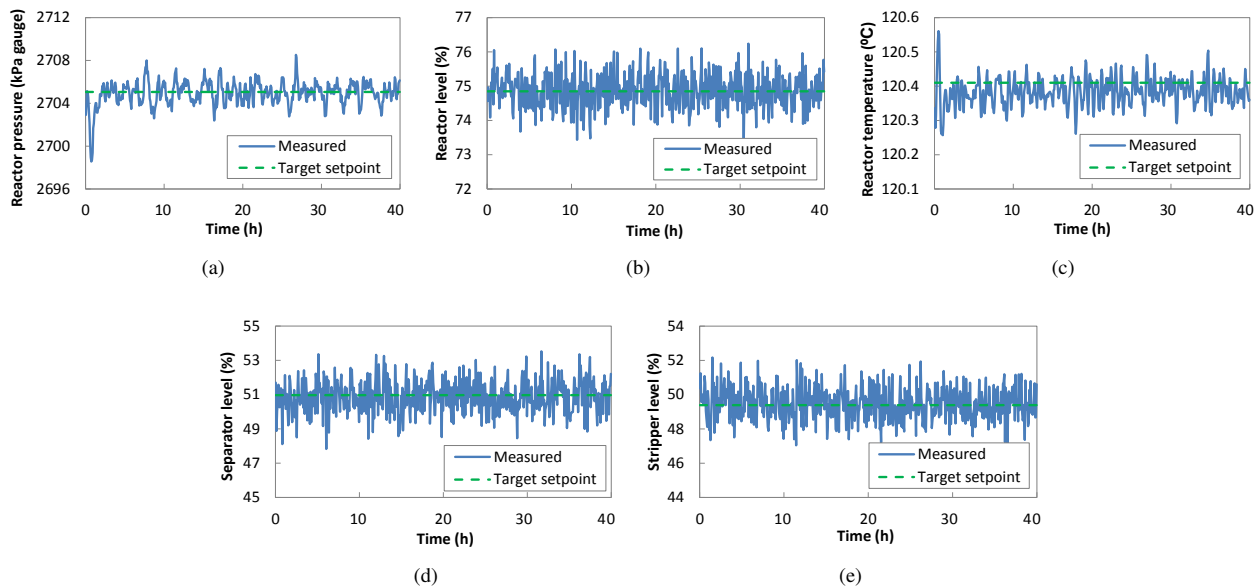 2712
2708
2704
2700
2696
Reactor pressure (kPa gauge)
Measured
Target setpoint
0 10 20 30 40
Time (h)
(a)
77
76
75
74
73
72
Reactor level (%)
Measured
Target setpoint
0 10 20 30 40
Time (h)
(b)
120.6
120.5
120.4
120.3
120.2
120.1
Reactor temperature (ºC)
Measured
Target setpoint
0 10 20 30 40
Time (h)
(c)
55
53
51
49
47
45
Separator level (%)
Measured
Target setpoint
0 10 20 30 40
Time (h)
(d)
54
52
50
48
46
44
Stripper level (%)
Measured
Target setpoint
0 10 20 30 40
Time (h)
(e)